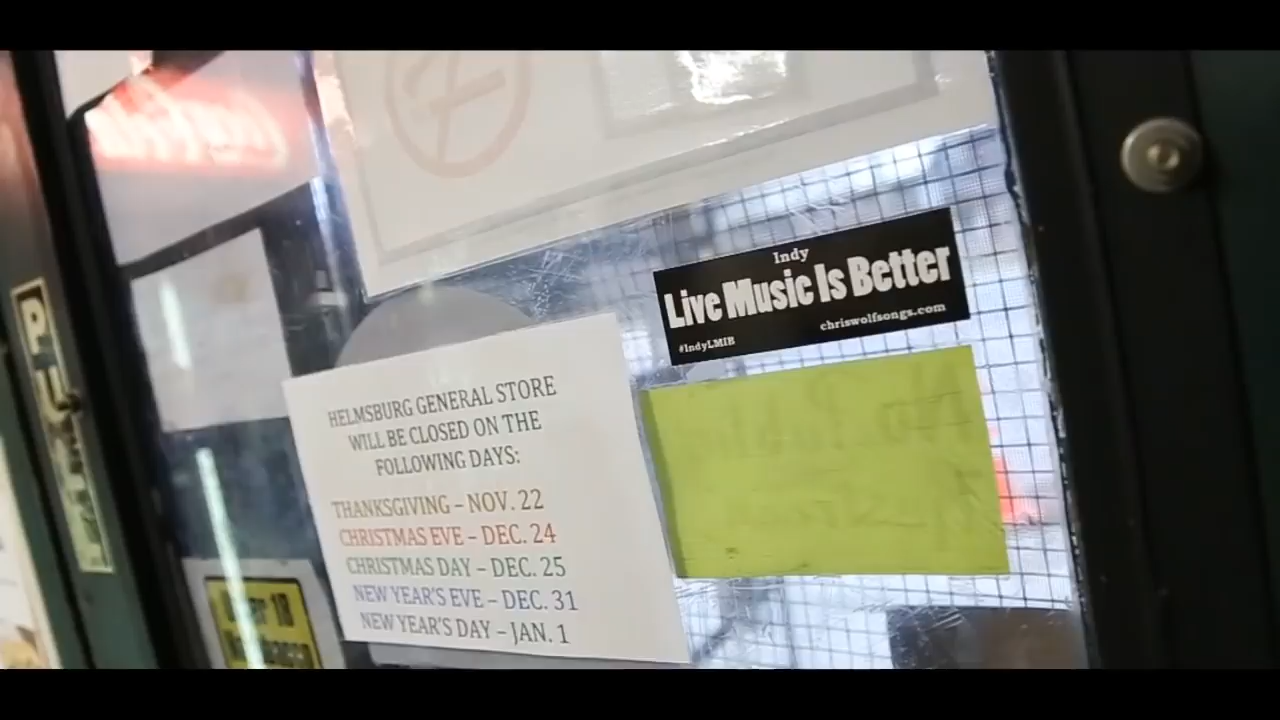 Indy
Live Music Is Better
chriswolfsongs.com
#IndyLMIB
HELMSBURG GENERAL STORE
WILL BE CLOSED ON THE
FOLLOWING DAYS:
THANKSGIVING – NOV. 22
CHRISTMAS EVE – DEC. 24
CHRISTMAS DAY – DEC. 25
NEW YEAR'S EVE – DEC. 31
NEW YEAR'S DAY – JAN. 1